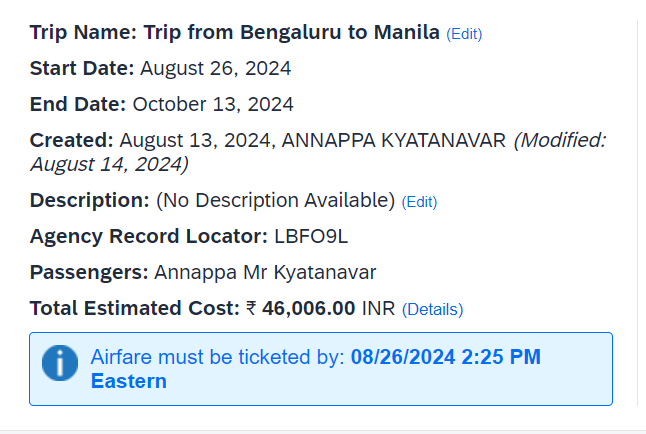 Trip Name: Trip from Bengaluru to Manila (Edit)
Start Date: August 26, 2024
End Date: October 13, 2024
Created: August 13, 2024, ANNAPPA KYATANAVAR (Modified:
August 14, 2024)
Description: (No Description Available) (Edit)
Agency Record Locator: LBFO9L
Passengers: Annappa Mr Kyatanavar
Total Estimated Cost: ₹ 46,006.00 INR (Details)
Airfare must be ticketed by: 08/26/2024 2:25 PM
Eastern